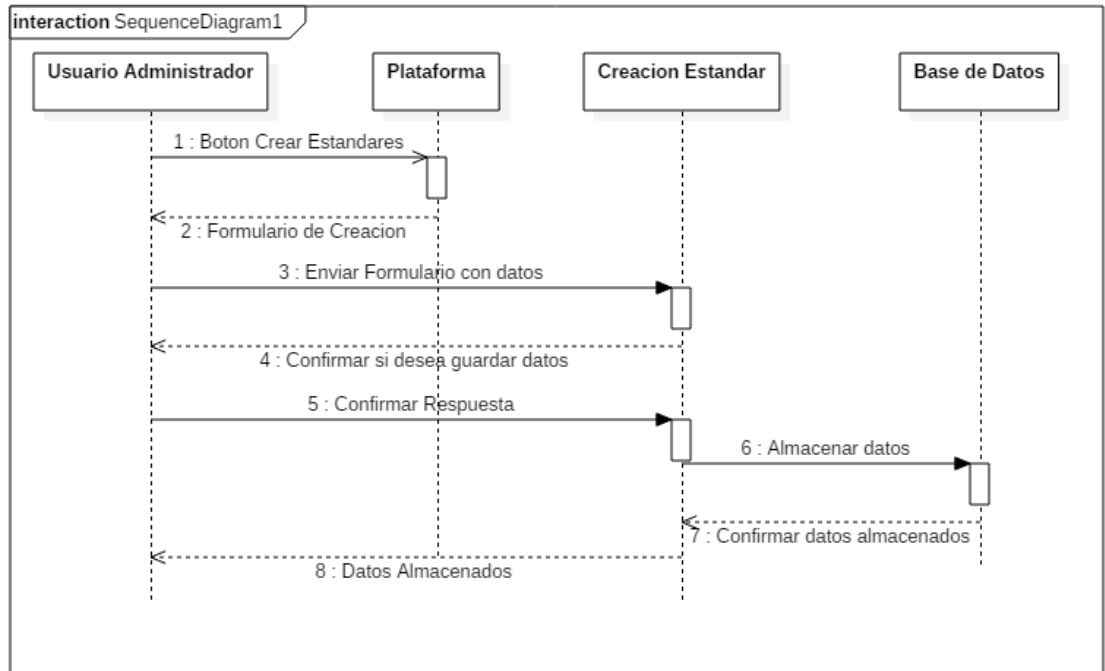 interaction SequenceDiagram1
Usuario Administrador
Plataforma
Creacion Estandar
Base de Datos
1 : Boton Crear Estandares
2 : Formulario de Creacion
3 : Enviar Formulario con datos
4 : Confirmar si desea guardar datos
5 : Confirmar Respuesta
6 : Almacenar datos
7 : Confirmar datos almacenados
8 : Datos Almacenados